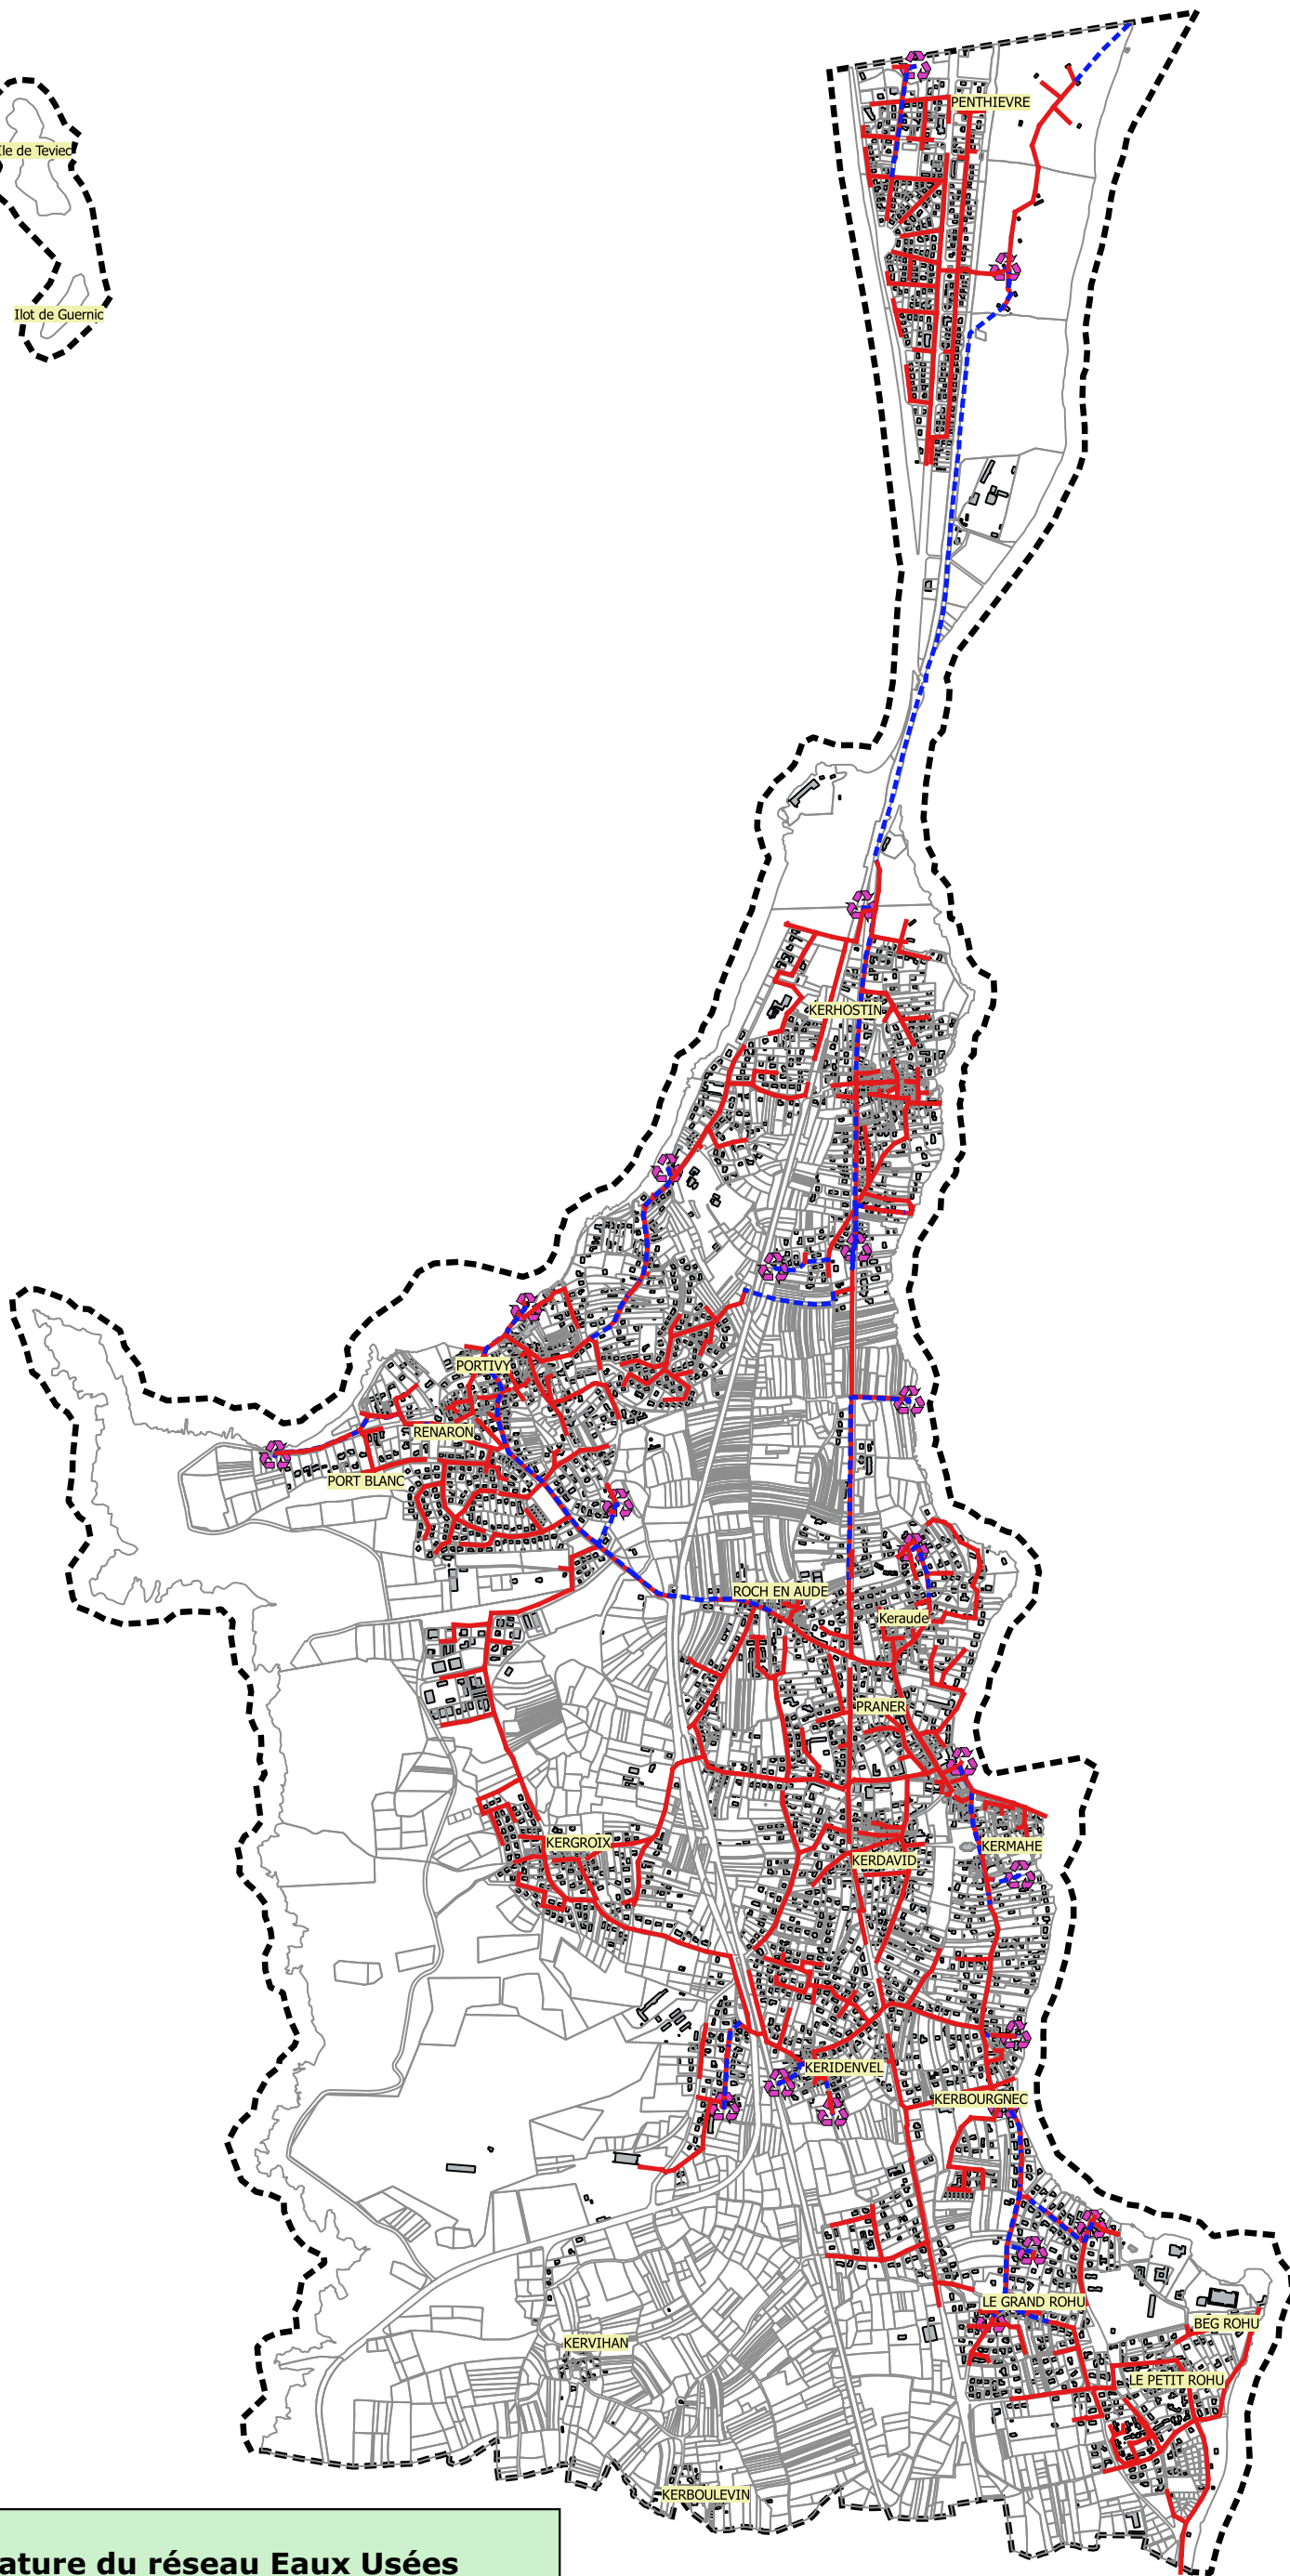 PENTHIEVRE
Ile de Teviec
Ilot de Guernic
KERHOSTIN
PORTIVY
RENARON
PORT BLANC
ROCH EN AUDE
Keraude
PRANER
KERGROIX
KERMAHE
KERDAVID
KERIDENVEL
KERBOURGNEC
LE GRAND ROHU
BEG ROHU
KERVIHAN
LE PETIT ROHU
KERBOULEVIN
ature du réseau Eaux Usées